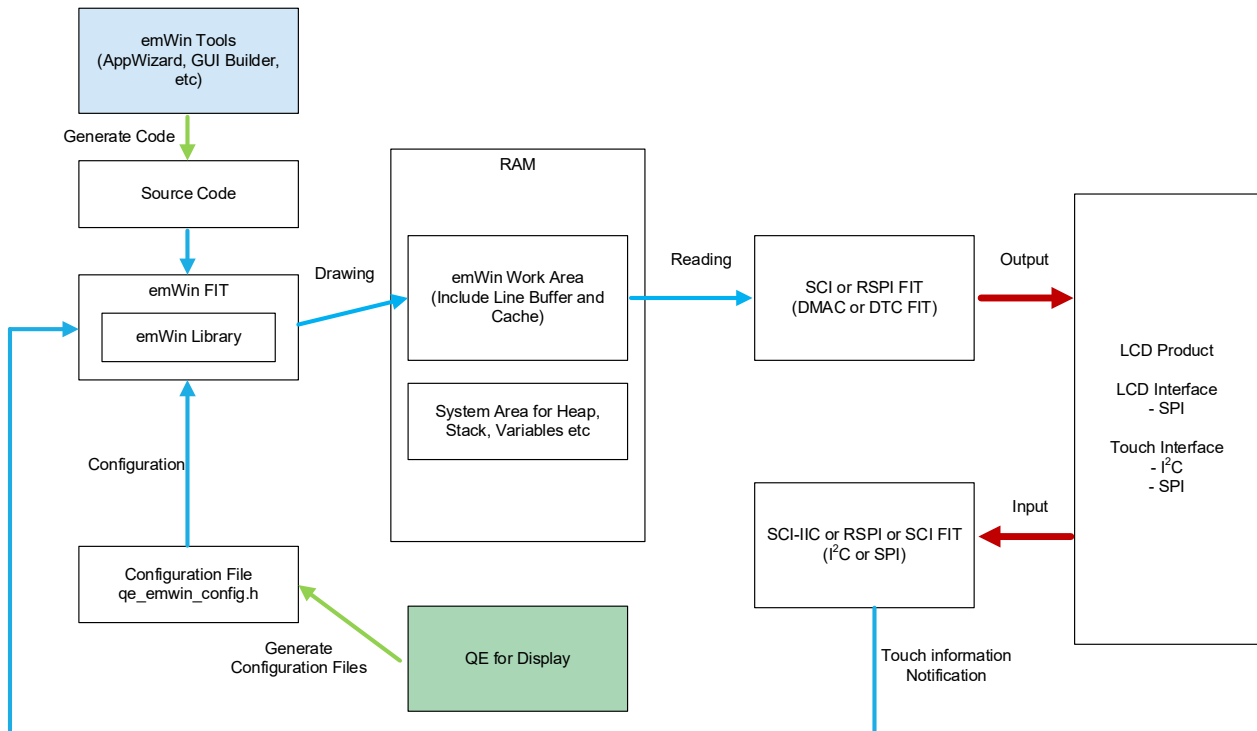 emWin Tools
(AppWizard, GUI Builder,
etc)
Generate Code
Source Code
emWin FIT
emWin Library
Drawing
RAM
emWin Work Area
(Include Line Buffer and
Cache)
System Area for Heap,
Stack, Variables etc
Reading
SCI or RSPI FIT
(DMAC or DTC FIT)
Output
LCD Product
LCD Interface
- SPI
Touch Interface
- I²C
- SPI
Input
SCI-IIC or RSPI or SCI FIT
(I²C or SPI)
Touch information
Notification
Configuration
Configuration File
qe_emwin_config.h
Generate
Configuration Files
QE for Display